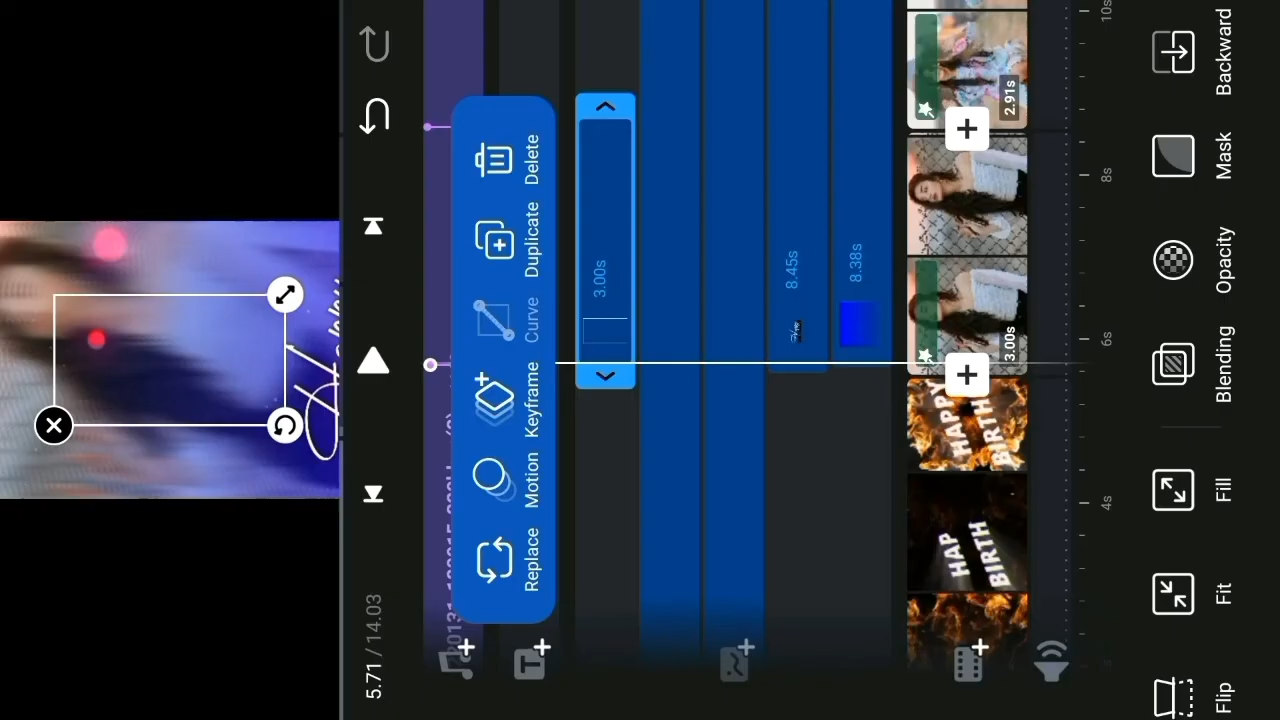 5.71 / 14.03
Replace
Motion
Keyframe
Curve
Duplicate
Delete
3.00s
8.45s
8.38s
HAP
BIRTH
HAPPY
BIRTH
3.00s
2.91s
4s
6s
8s
10s
Flip
Fit
Fill
Blending
Opacity
Mask
Backward